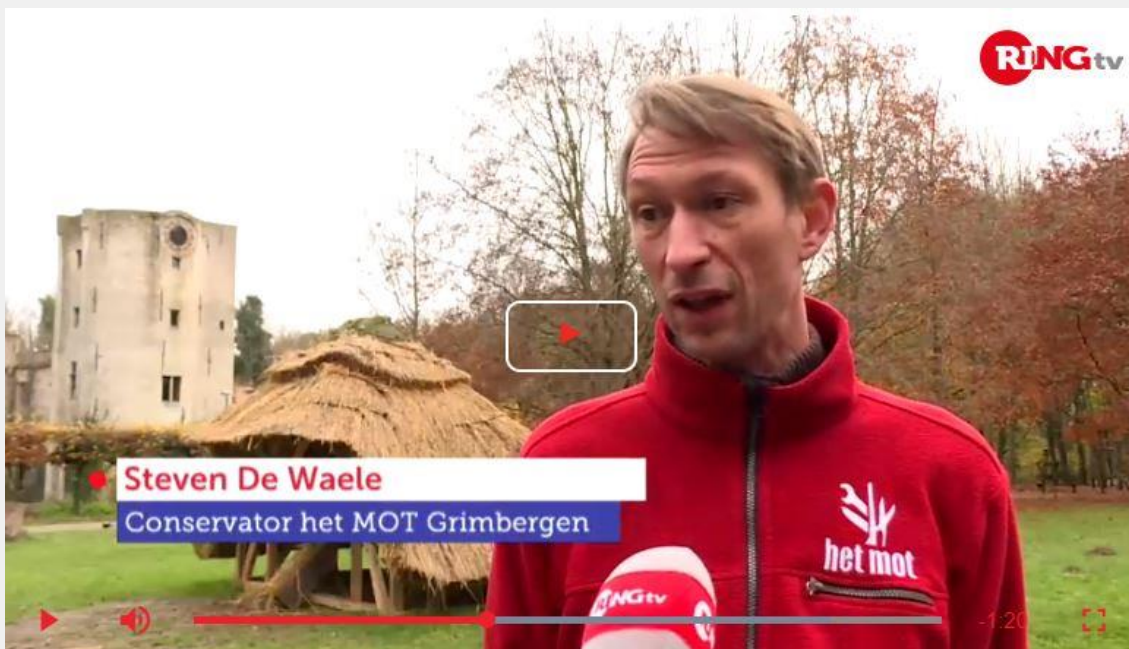 RINGtv
Steven De Waele
Conservator het MOT Grimbergen
het mot
RINGtv
-1:20